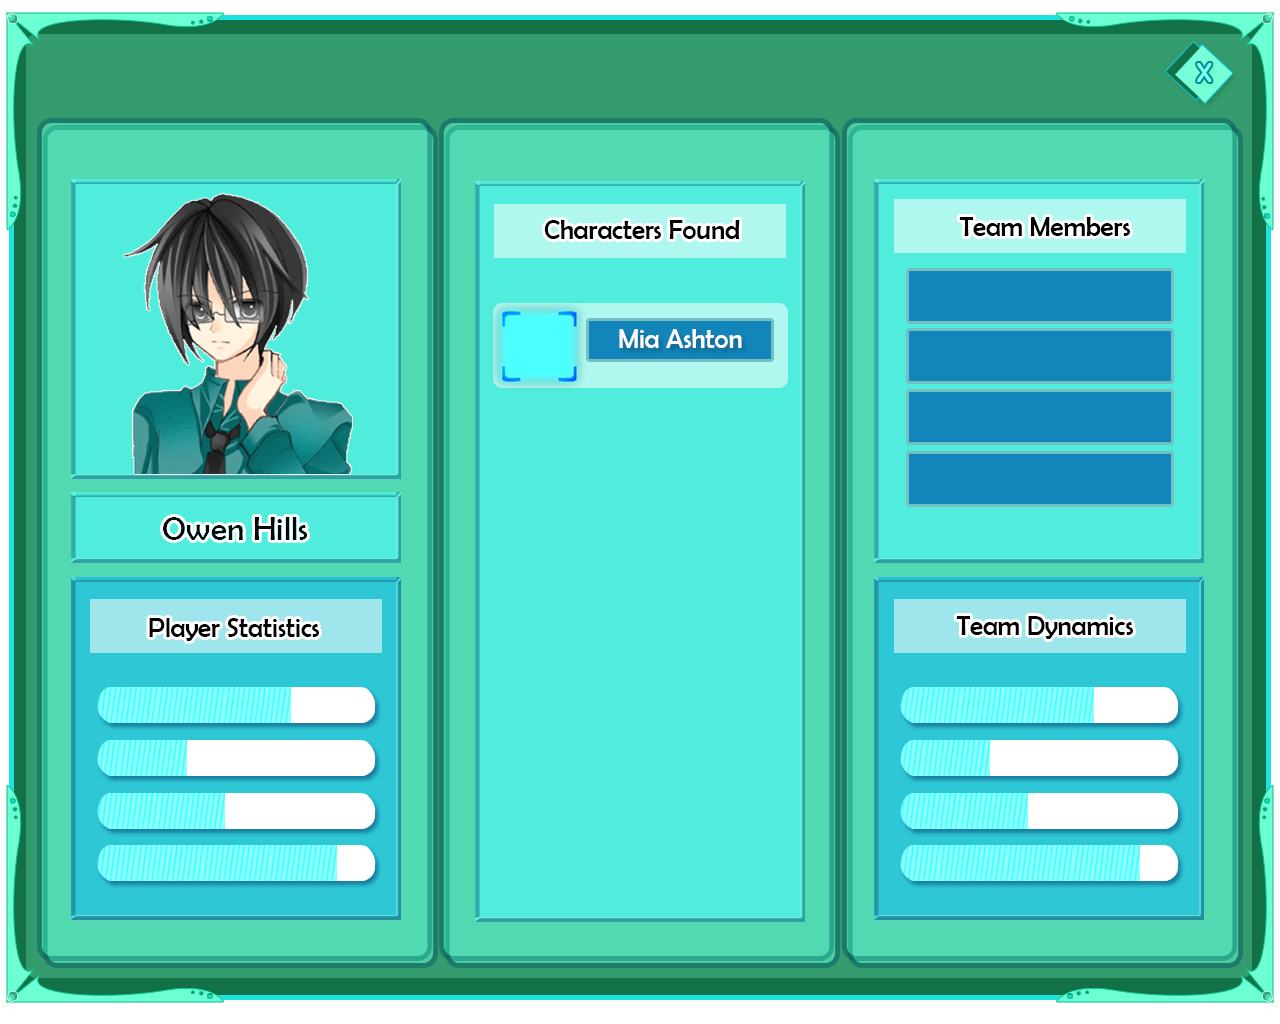 X
Owen Hills
Player Statistics
Characters Found
Mia Ashton
Team Members
Team Dynamics